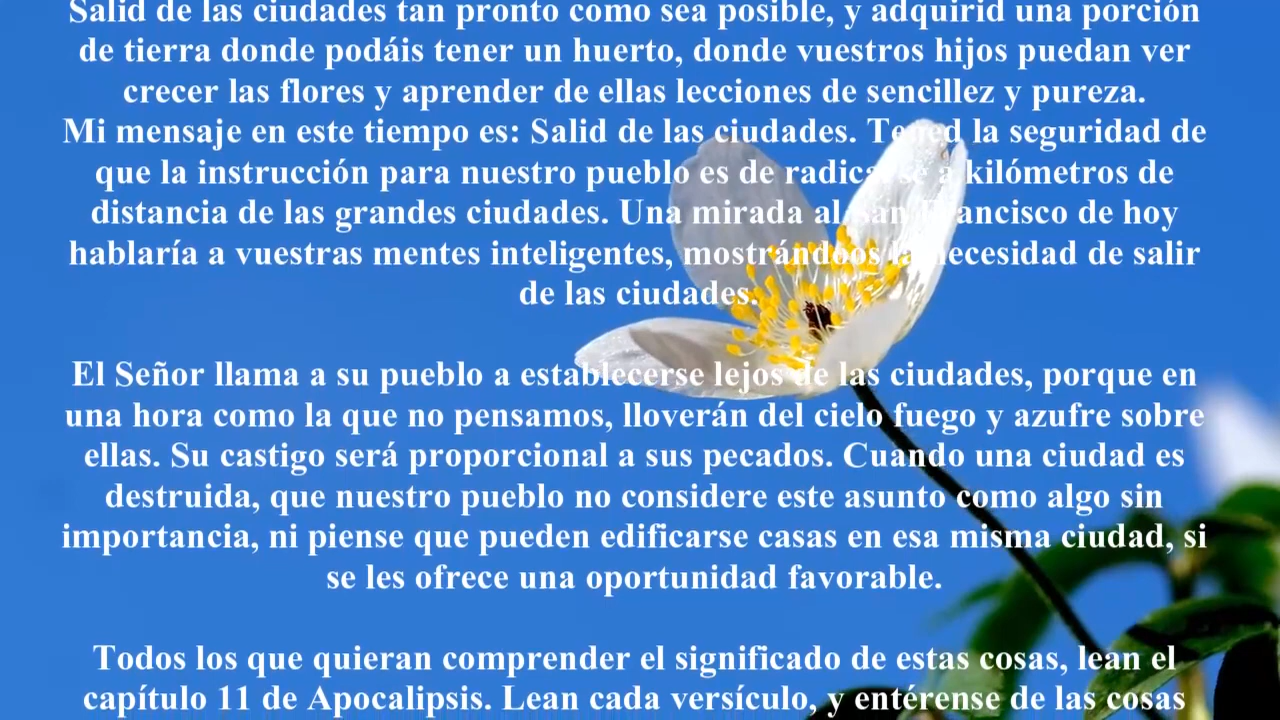 Salid de las ciudades tan pronto como sea posible, y adquirid una porción
de tierra donde podáis tener un huerto, donde vuestros hijos puedan ver
crecer las flores y aprender de ellas lecciones de sencillez y pureza.
Mi mensaje en este tiempo es: Salid de las ciudades. Tened la seguridad de
que la instrucción para nuestro pueblo es de radicarse a kilómetros de
distancia de las grandes ciudades. Una mirada al San Francisco de hoy
hablaría a vuestras mentes inteligentes, mostrándoos la necesidad de salir
de las ciudades.
El Señor llama a su pueblo a establecerse lejos de las ciudades, porque en
una hora como la que no pensamos, lloverán del cielo fuego y azufre sobre
ellas. Su castigo será proporcional a sus pecados. Cuando una ciudad es
destruida, que nuestro pueblo no considere este asunto como algo sin
importancia, ni piense que pueden edificarse casas en esa misma ciudad, si
se les ofrece una oportunidad favorable.
Todos los que quieran comprender el significado de estas cosas, lean el
capítulo 11 de Apocalipsis. Lean cada versículo, y entérense de las cosas